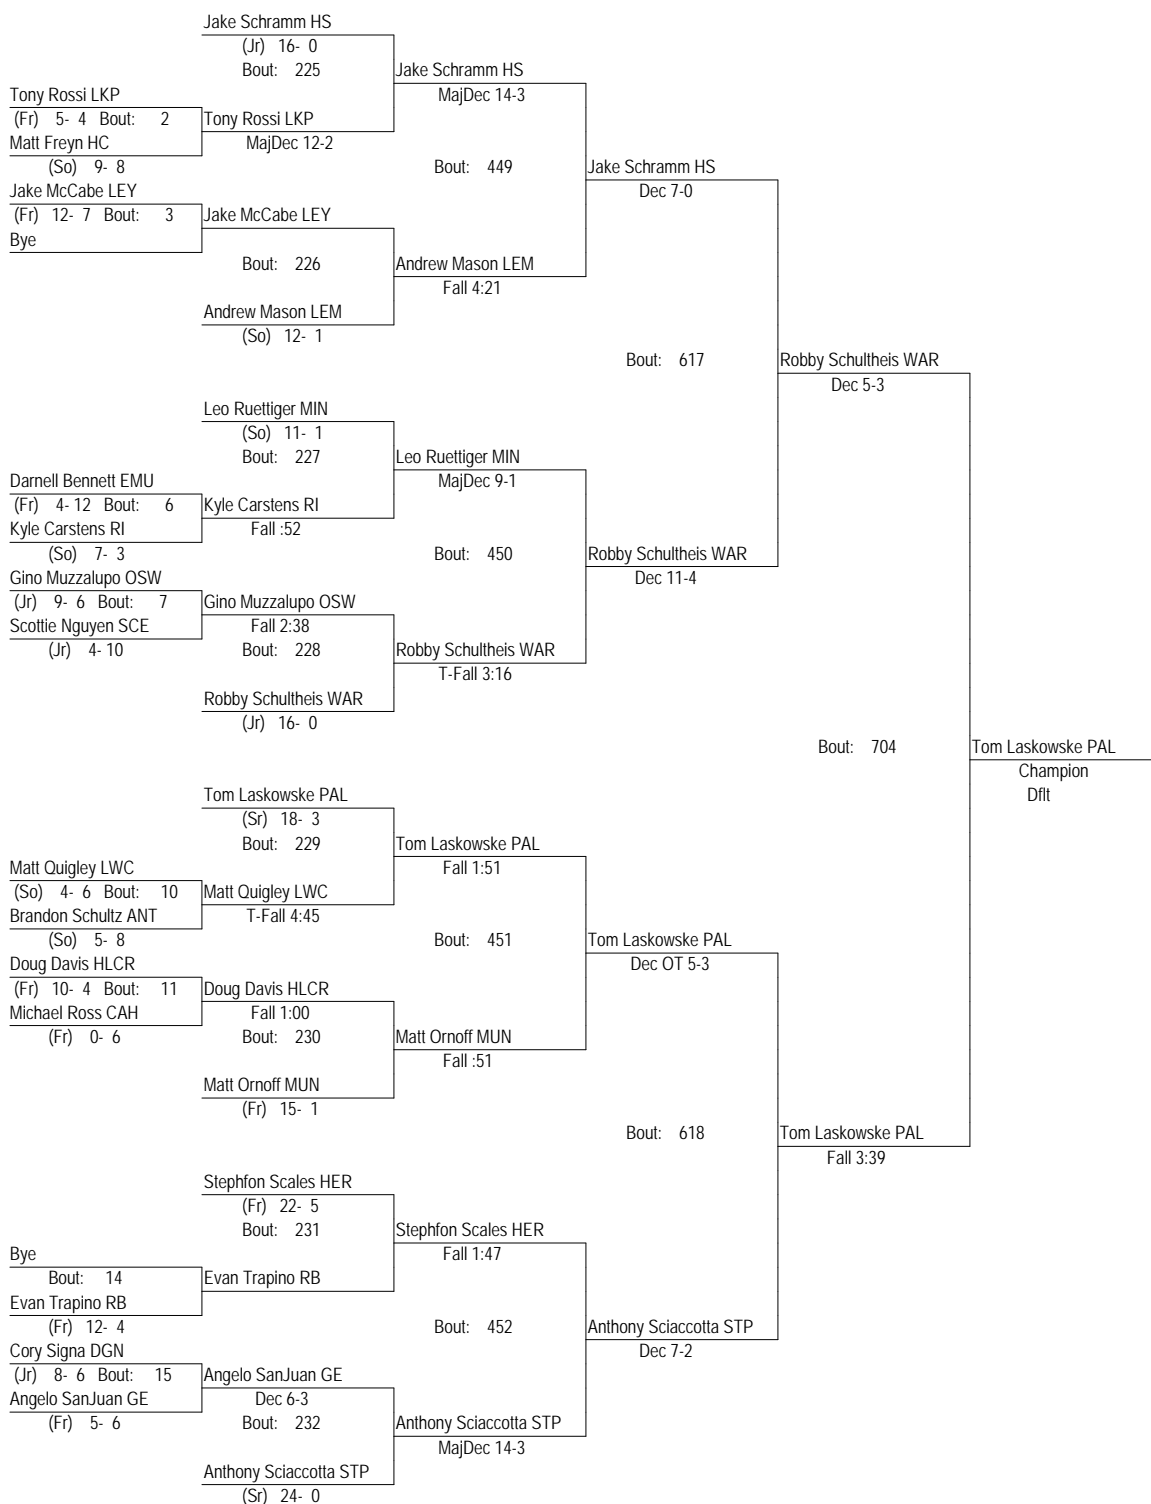 Jake Schramm HS
(Jr) 16- 0
Bout: 225
Jake Schramm HS
MajDec 14-3
Tony Rossi LKP
(Fr) 5- 4 Bout: 2
Tony Rossi LKP
MajDec 12-2
Matt Freyn HC
(So) 9- 8
Bout: 449
Jake Schramm HS
Dec 7-0
Jake McCabe LEY
(Fr) 12- 7 Bout: 3
Jake McCabe LEY
Bye
Bout: 226
Andrew Mason LEM
Fall 4:21
Andrew Mason LEM
(So) 12- 1
Bout: 617
Robby Schultheis WAR
Dec 5-3
Leo Ruettiger MIN
(So) 11- 1
Bout: 227
Leo Ruettiger MIN
MajDec 9-1
Darnell Bennett EMU
(Fr) 4- 12 Bout: 6
Kyle Carstens RI
Fall :52
Kyle Carstens RI
(So) 7- 3
Bout: 450
Robby Schultheis WAR
Dec 11-4
Gino Muzzalupo OSW
(Jr) 9- 6 Bout: 7
Gino Muzzalupo OSW
Fall 2:38
Scottie Nguyen SCE
(Jr) 4- 10
Bout: 228
Robby Schultheis WAR
T-Fall 3:16
Robby Schultheis WAR
(Jr) 16- 0
Bout: 704
Tom Laskowske PAL
Champion
Dflt
Tom Laskowske PAL
(Sr) 18- 3
Bout: 229
Tom Laskowske PAL
Fall 1:51
Matt Quigley LWC
(So) 4- 6 Bout: 10
Matt Quigley LWC
T-Fall 4:45
Brandon Schultz ANT
(So) 5- 8
Bout: 451
Tom Laskowske PAL
Dec OT 5-3
Doug Davis HLCR
(Fr) 10- 4 Bout: 11
Doug Davis HLCR
Fall 1:00
Michael Ross CAH
(Fr) 0- 6
Bout: 230
Matt Ornoff MUN
Fall :51
Matt Ornoff MUN
(Fr) 15- 1
Bout: 618
Tom Laskowske PAL
Fall 3:39
Stephfon Scales HER
(Fr) 22- 5
Bout: 231
Stephfon Scales HER
Fall 1:47
Bye
Bout: 14
Evan Trapino RB
Evan Trapino RB
(Fr) 12- 4
Bout: 452
Anthony Sciaccotta STP
Dec 7-2
Cory Signa DGN
(Jr) 8- 6 Bout: 15
Angelo SanJuan GE
Dec 6-3
Angelo SanJuan GE
(Fr) 5- 6
Bout: 232
Anthony Sciaccotta STP
MajDec 14-3
Anthony Sciaccotta STP
(Sr) 24- 0